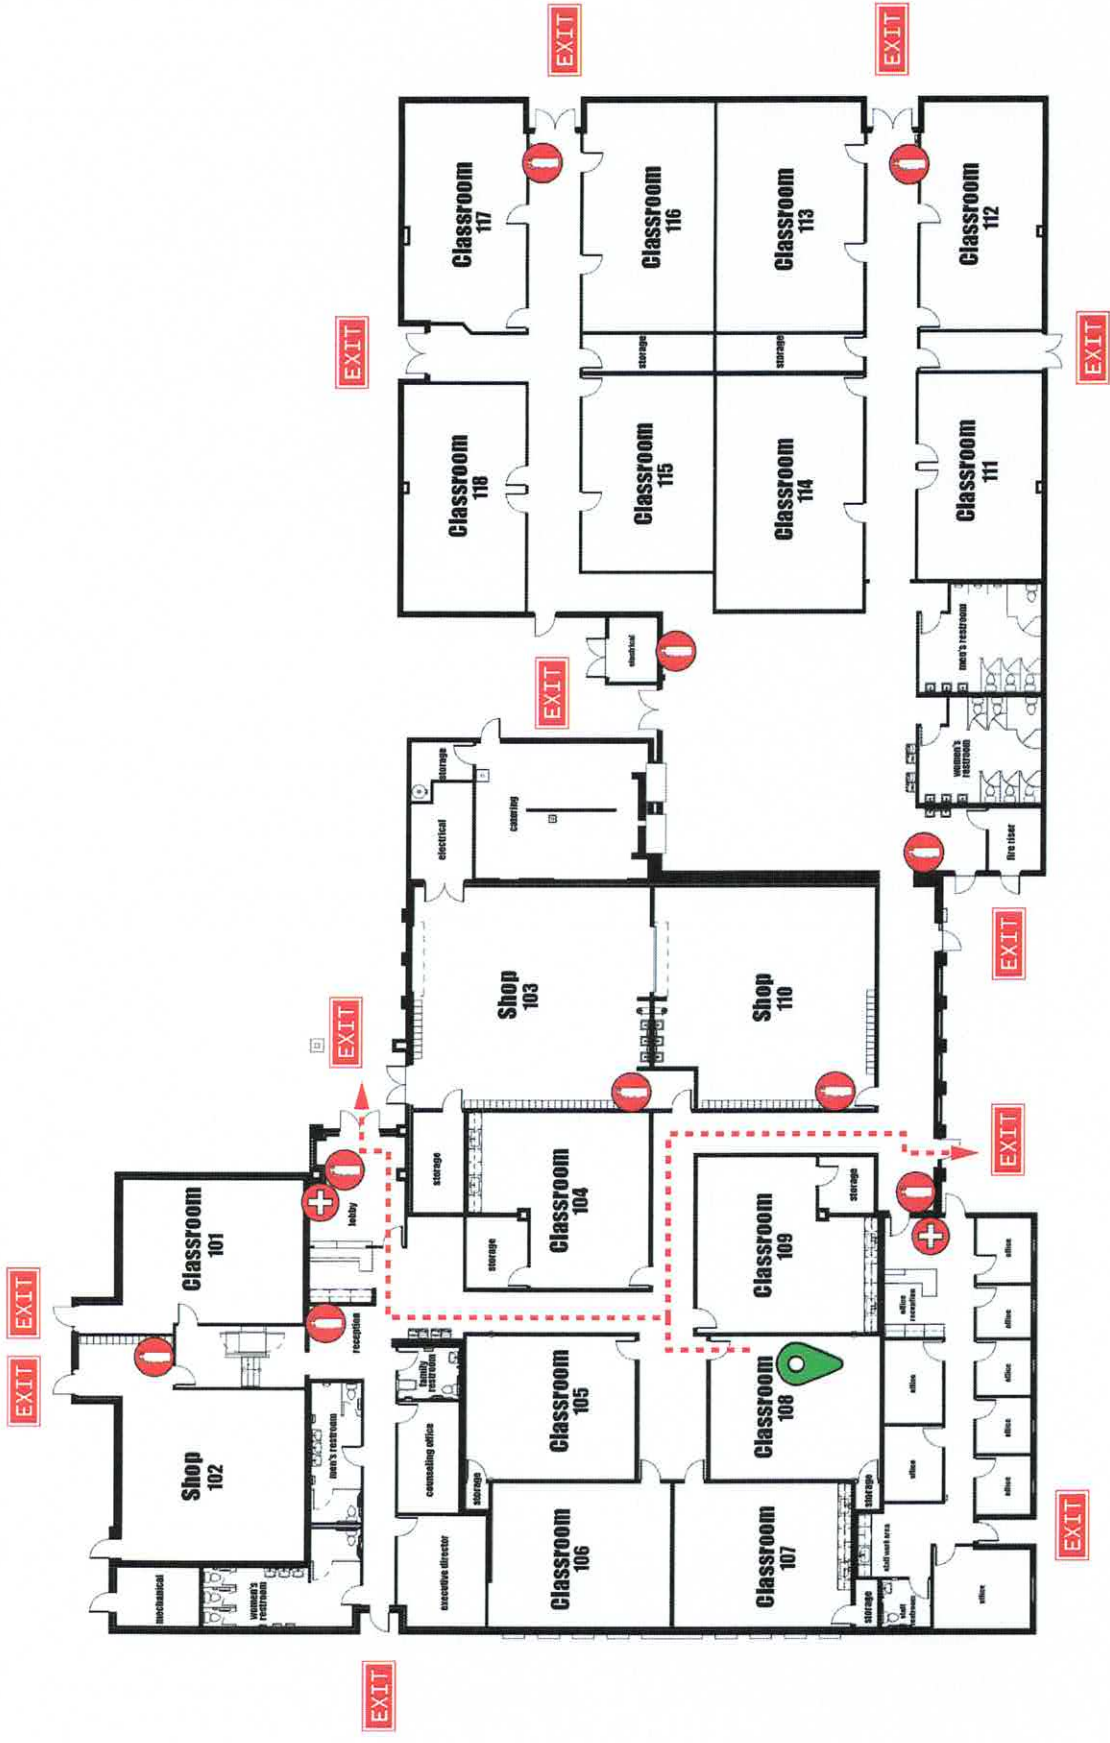 EXIT
EXIT
mechanical
Shop
102
Classroom
101
women's
restroom
men's restroom
reception
lobby
EXIT
EXIT
EXIT
executive director
counseling office
family
restroom
storage
electrical
storage
Classroom
118
Classroom
117
storage
storage
Shop
103
catering
EXIT
EXIT
Classroom
106
Classroom
105
Classroom
104
electrical
Classroom
115
storage
Classroom
116
Classroom
107
Classroom
108
Classroom
109
Shop
110
Classroom
114
storage
Classroom
113
storage
storage
storage
EXIT
staff work area
staff
restroom
office
office
office
reception
women's
restroom
men's restroom
Classroom
111
Classroom
112
office
office
office
office
office
office
fire riser
EXIT
EXIT
EXIT
EXIT